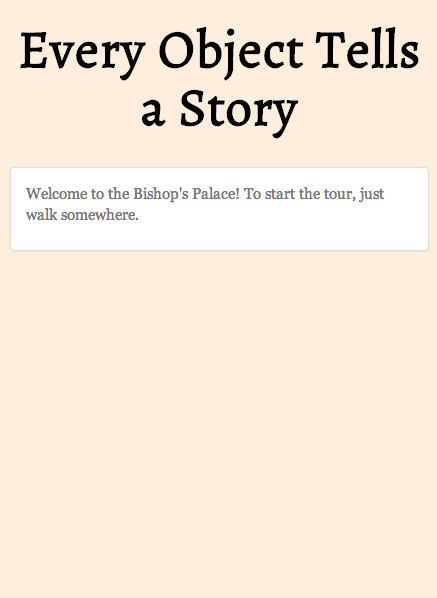 Every Object Tells
a Story
Welcome to the Bishop's Palace! To start the tour, just
walk somewhere.